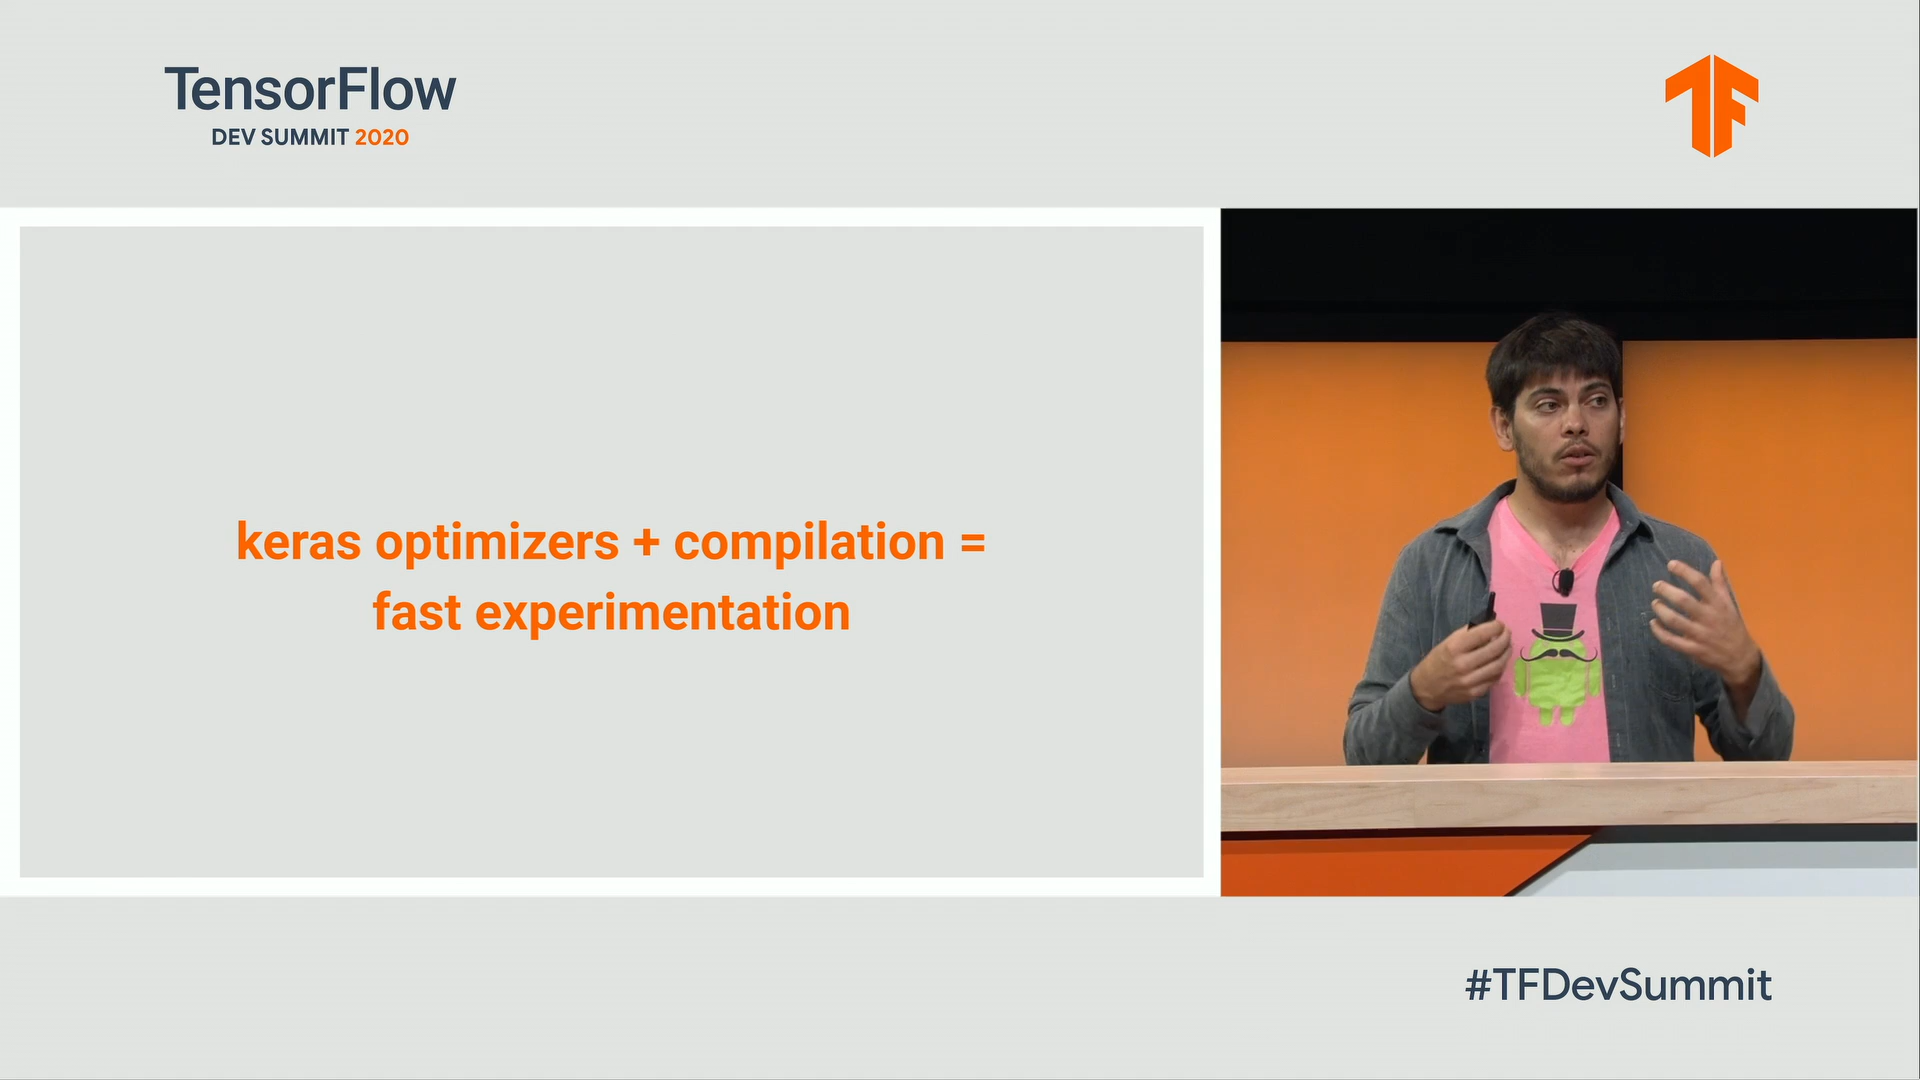 TensorFlow
DEV SUMMIT 2020
keras optimizers + compilation =
fast experimentation
#TFDevSummit